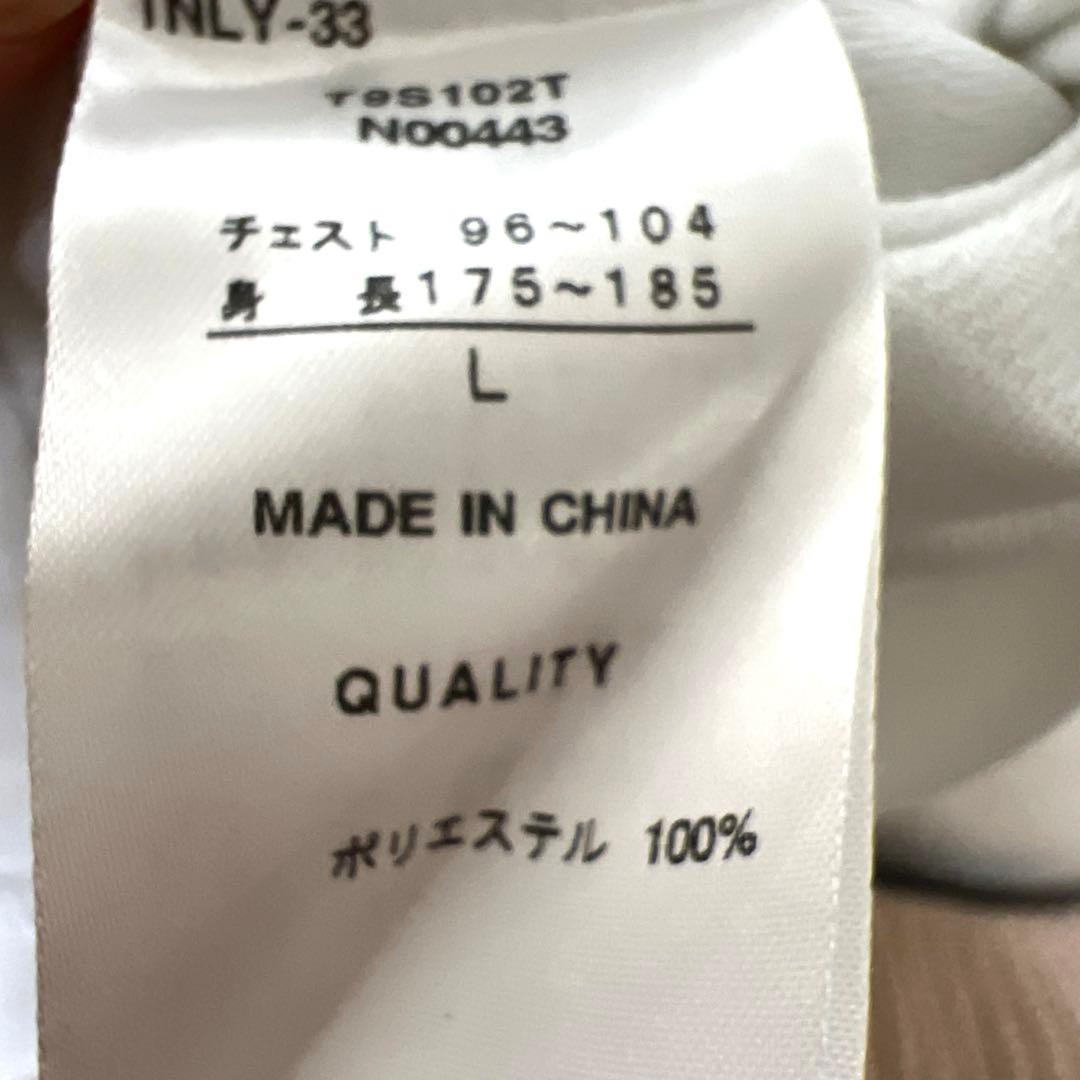 TNLY-33
T9S102T
N00443
チェスト 96～104
身 長175～185
L
MADE IN CHINA
QUALITY
ポリエステル 100%